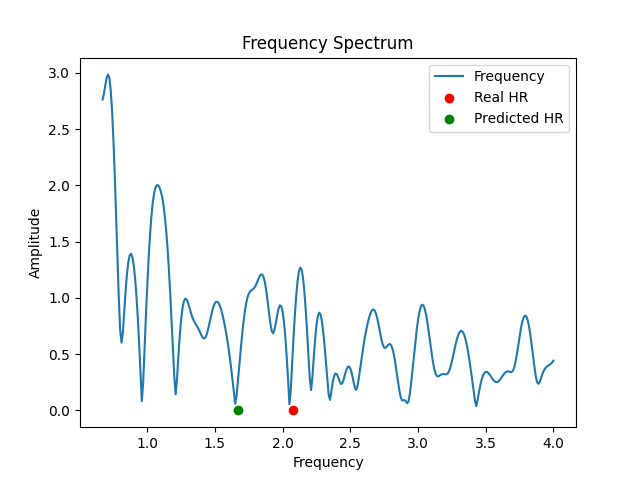 Frequency Spectrum
Frequency
Real HR
Predicted HR
Amplitude
3.0
2.5
2.0
1.5
1.0
0.5
0.0
1.0 1.5 2.0 2.5 3.0 3.5 4.0
Frequency